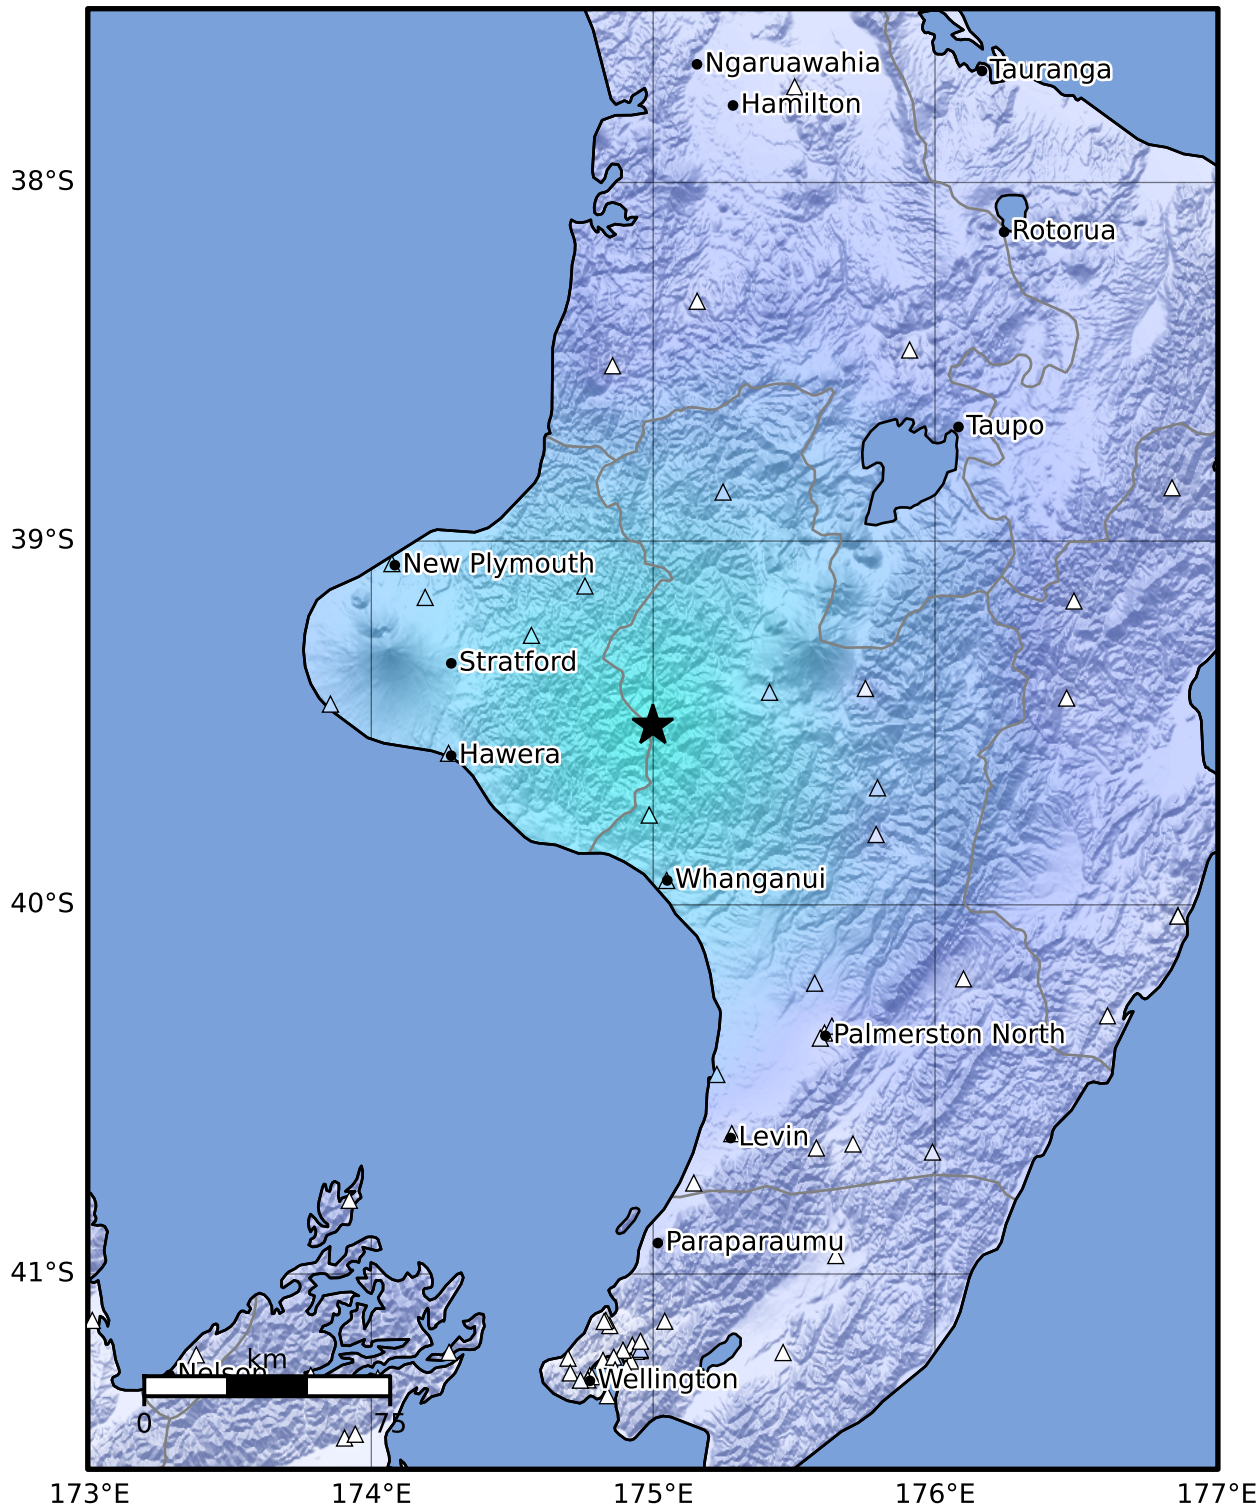 Ngaruawahia
Tauranga
Hamilton
38°S
Rotorua
Taupo
39°S
New Plymouth
Stratford
Hawera
Whanganui
40°S
Palmerston North
Levin
Paraparaumu
41°S
km
Nelson
Wellington
0
75
173°E
174°E
175°E
176°E
177°E